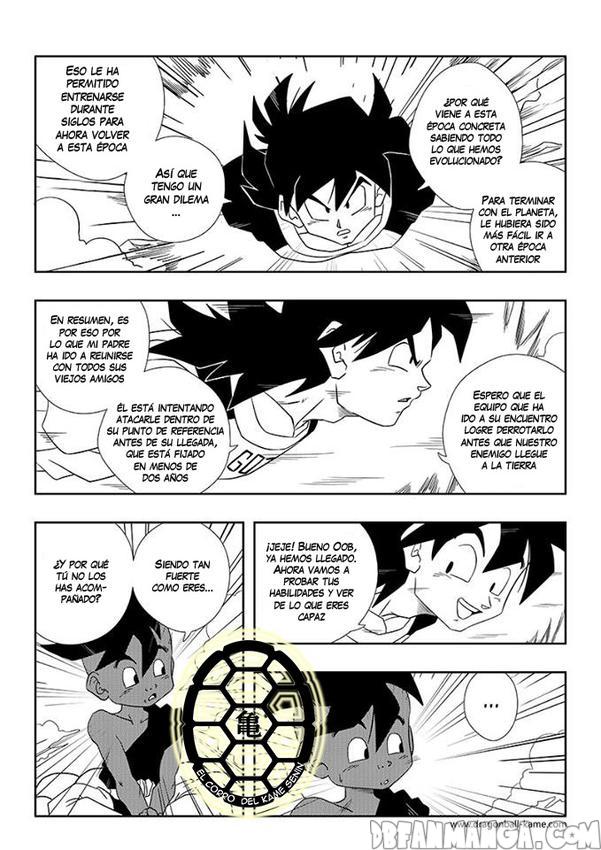 ESO LE HA
PERMITIDO
ENTRENARSE
DURANTE
SIGLOS PARA
AHORA VOLVER
A ESTA ÉPOCA
ASÍ QUE
TENGO UN
GRAN DILEMA
...
¿POR QUÉ
VIENE A ESTA
ÉPOCA CONCRETA
SABIENDO TODO
LO QUE HEMOS
EVOLUCIONADO?
PARA TERMINAR
CON EL PLANETA,
LE HUBIERA SIDO
MÁS FÁCIL IR A
OTRA ÉPOCA
ANTERIOR
EN RESUMEN, ES
POR ESO POR
LO QUE MI PADRE
HA IDO A REUNIRSE
CON TODOS SUS
VIEJOS AMIGOS
ÉL ESTÁ INTENTANDO
ATACARLE DENTRO DE
SU PUNTO DE REFERENCIA
ANTES DE SU LLEGADA,
QUE ESTÁ FIJADO
EN MENOS DE
DOS AÑOS
GOT
ESPERO QUE EL
EQUIPO QUE HA
IDO A SU ENCUENTRO
LOGRE DERROTARLO
ANTES QUE NUESTRO
ENEMIGO LLEGUE
A LA TIERRA
¿Y POR QUÉ
TÚ NO LOS
HAS ACOM-
PAÑADO?
SIENDO TAN
FUERTE
COMO ERES...
¡JEJE! BUENO OOB,
HEMOS LLEGADO.
AHORA VAMOS A
PROBAR TUS
HABILIDADES Y VER
DE LO QUE ERES
CAPAZ
...
亀
EL CORRO DEL KAME SENIN
www.dragonball-kame.com
DBFANMANGA.COM